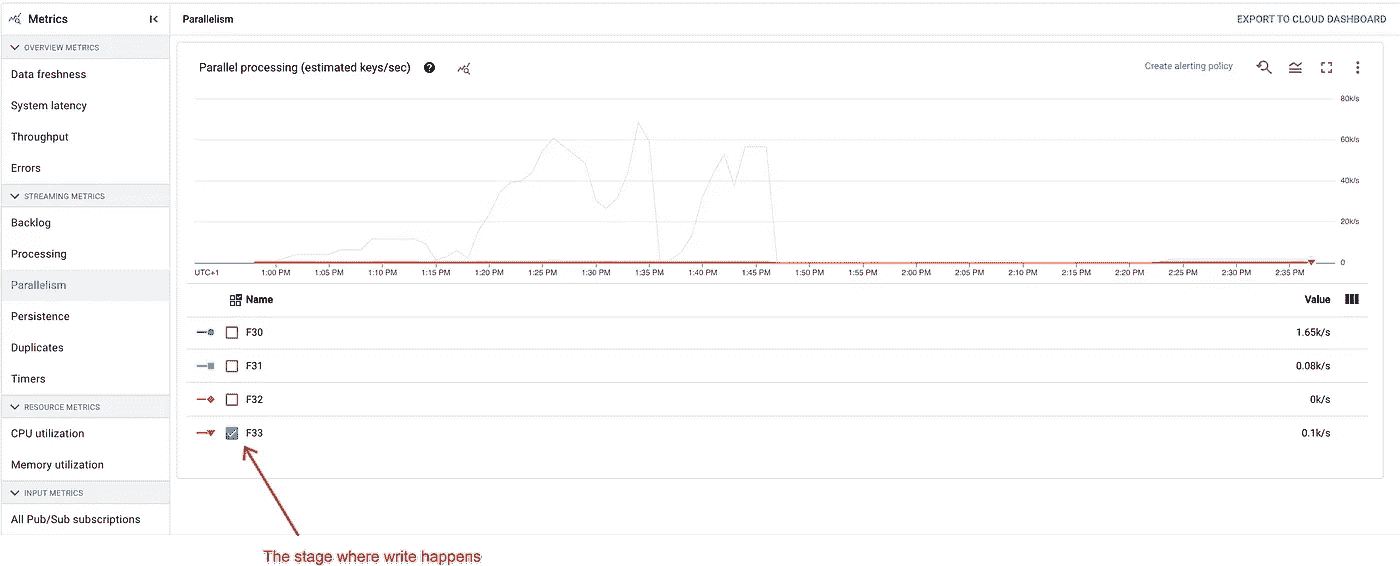 Metrics
Parallelism
EXPORT TO CLOUD DASHBOARD
OVERVIEW METRICS
Data freshness
System latency
Throughput
Errors
STREAMING METRICS
Backlog
Processing
Parallelism
Persistence
Duplicates
Timers
RESOURCE METRICS
CPU utilization
Memory utilization
INPUT METRICS
All Pub/Sub subscriptions
Parallel processing (estimated keys/sec)
Create alerting policy
80k/s
60k/s
40k/s
20k/s
0
UTC+1 1:00 PM 1:05 PM 1:10 PM 1:15 PM 1:20 PM 1:25 PM 1:30 PM 1:35 PM 1:40 PM 1:45 PM 1:50 PM 1:55 PM 2:00 PM 2:05 PM 2:10 PM 2:15 PM 2:20 PM 2:25 PM 2:30 PM 2:35 PM
Name Value
F30 1.65k/s
F31 0.08k/s
F32 0k/s
F33 0.1k/s
The stage where write happens